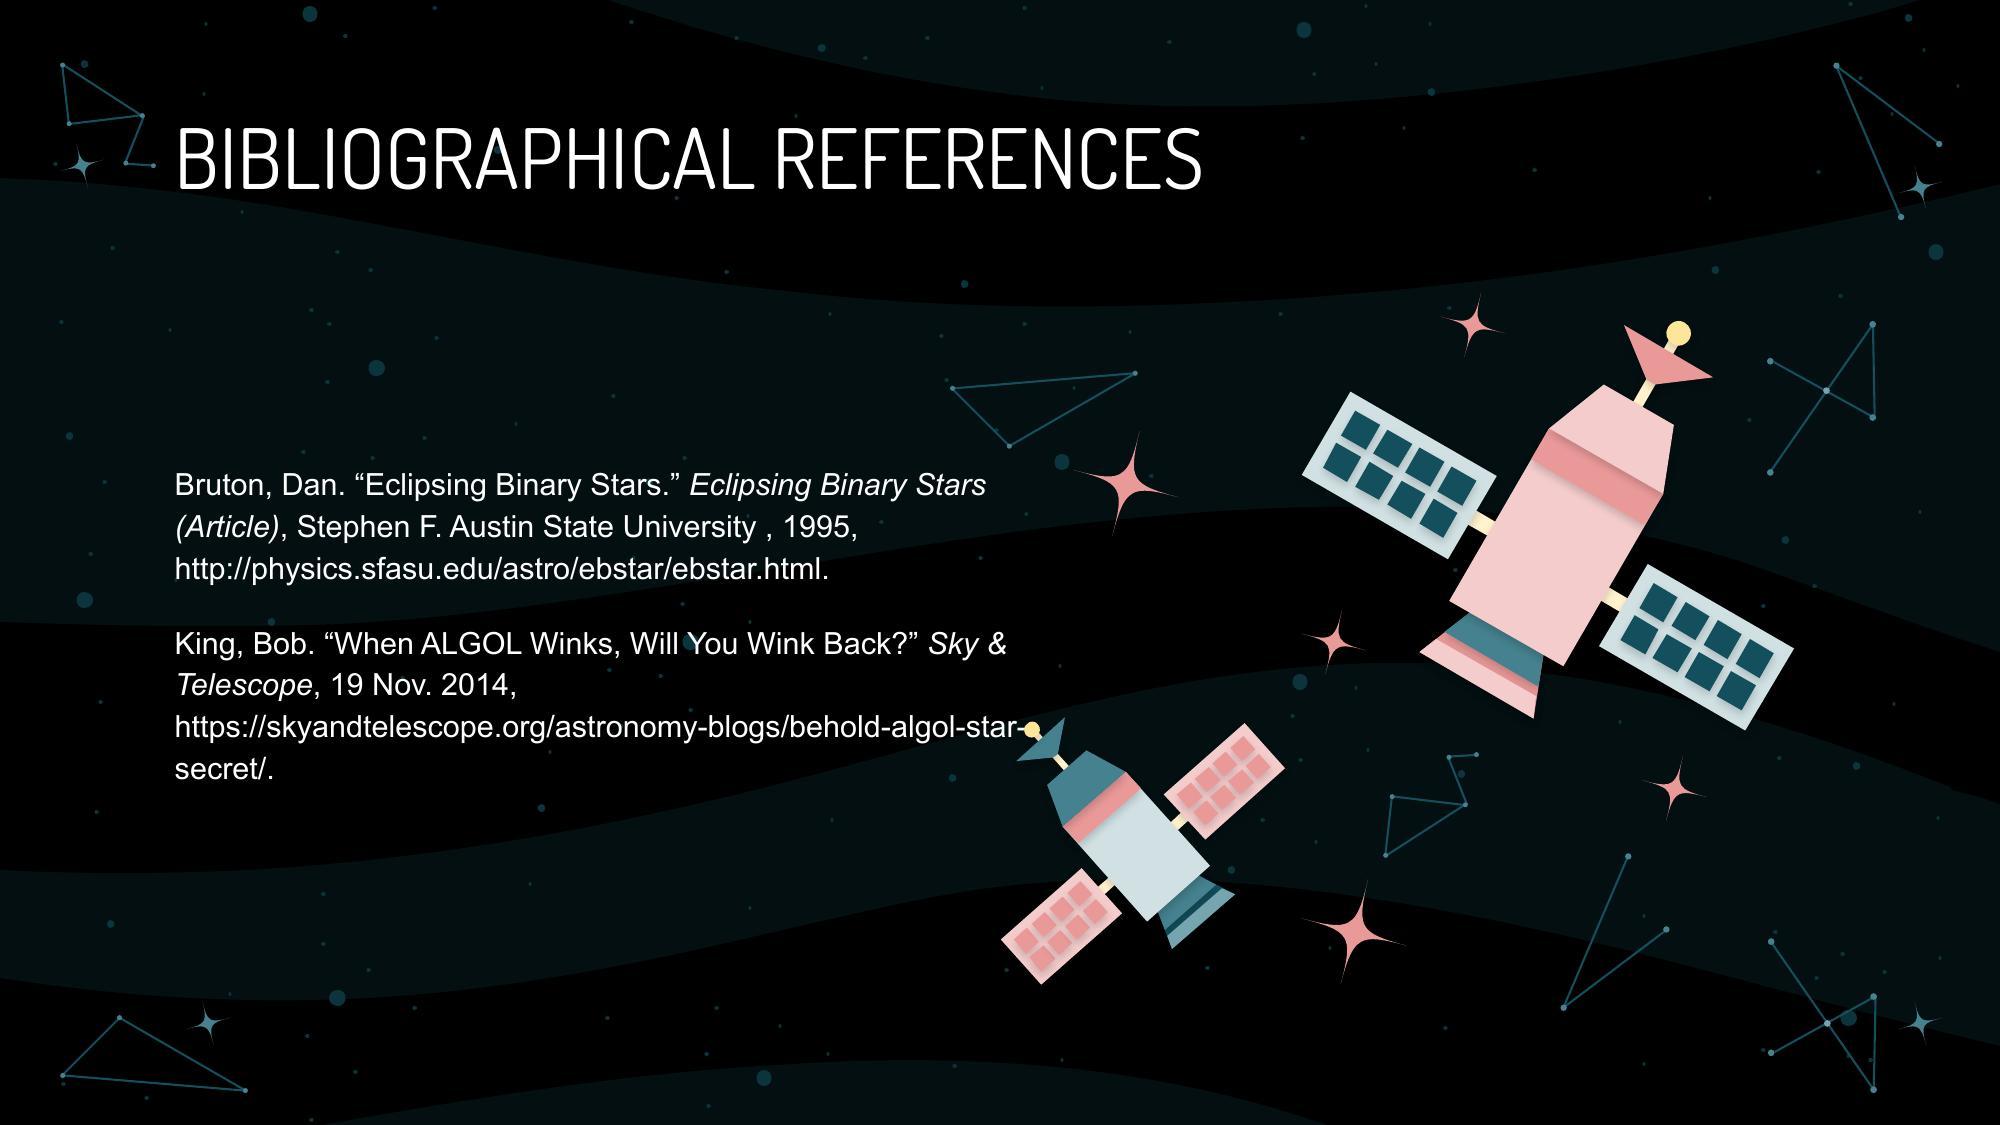 BIBLIOGRAPHICAL REFERENCES
Bruton, Dan. “Eclipsing Binary Stars.” Eclipsing Binary Stars
(Article), Stephen F. Austin State University , 1995,
http://physics.sfasu.edu/astro/ebstar/ebstar.html.
King, Bob. “When ALGOL Winks, Will You Wink Back?” Sky &
Telescope, 19 Nov. 2014,
https://skyandtelescope.org/astronomy-blogs/behold-algol-star-
secret/.